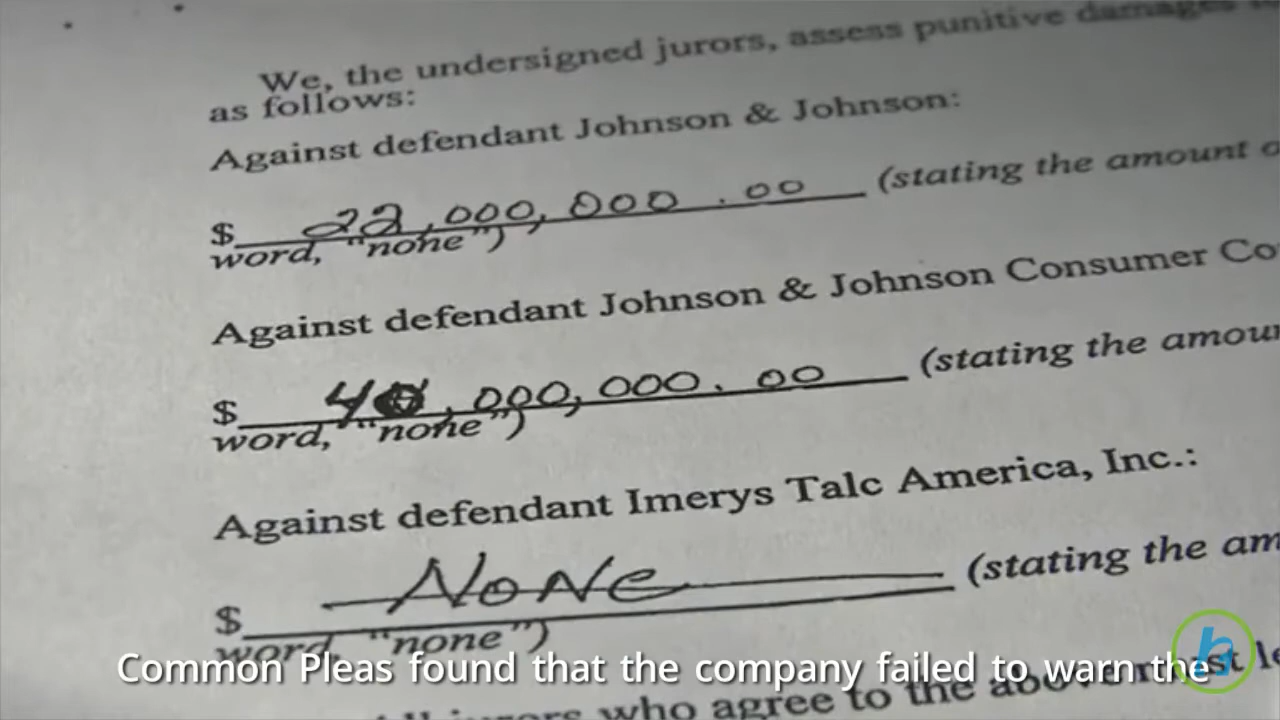 We, the undersigned jurors, assess punitive damages
as follows:
Against defendant Johnson & Johnson:
$ 22,000,000.00 (stating the amount
word, "none")
Against defendant Johnson & Johnson Consumer Co
$ 40,000,000.00 (stating the amou
word, "none")
Against defendant Imerys Talc America, Inc.:
$ None (stating the am
word, "none")
Common Pleas found that the company failed to warn the
jurors who agree to the above must le
h